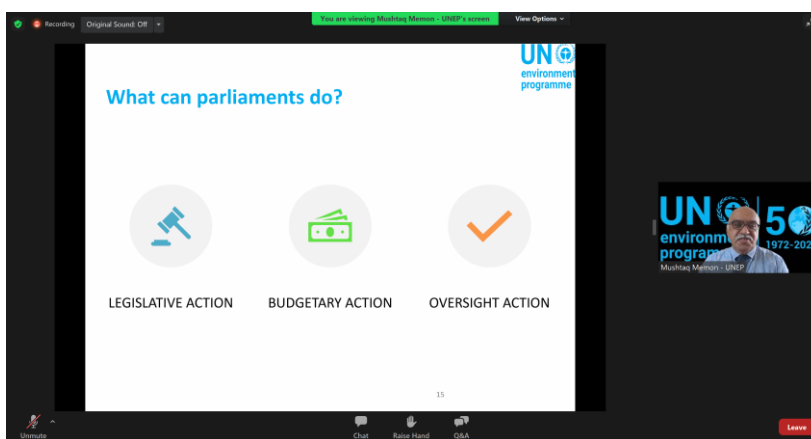 Recording
Original Sound: Off
You are viewing Mushtaq Memon - UNEP's screen
View Options
UN
environment
programme
What can parliaments do?
LEGISLATIVE ACTION
BUDGETARY ACTION
OVERSIGHT ACTION
15
UN
50
environm
program
1972-202
Mushtaq Memon - UNEP
Unmute
Chat
Raise Hand
Q&A
Leave